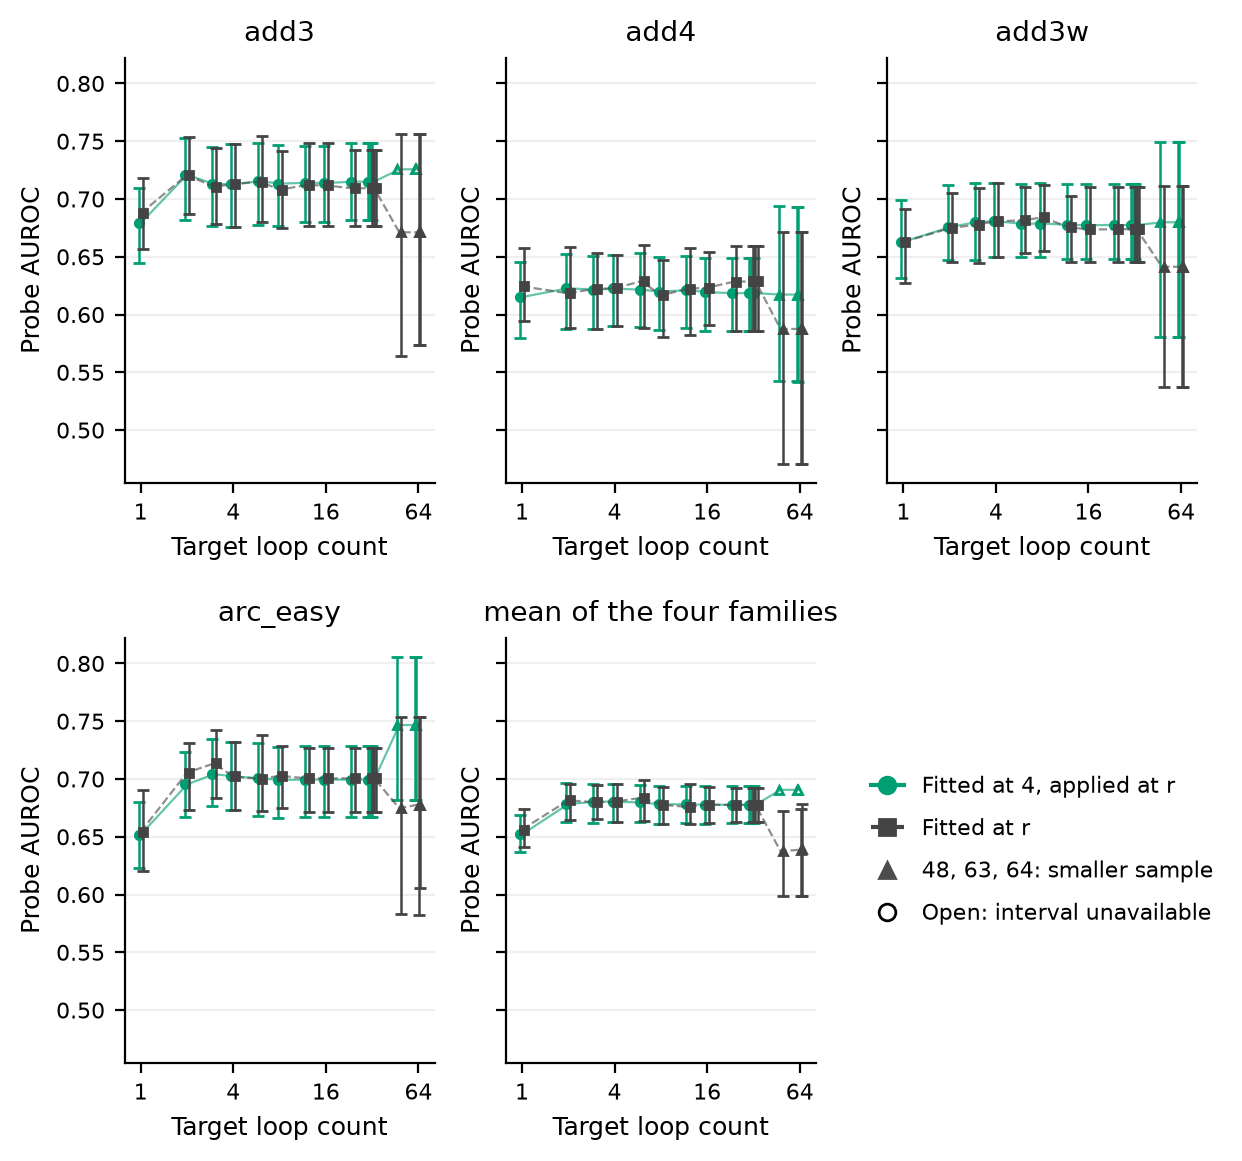 add3
add4
add3w
Probe AUROC
0.80
0.75
0.70
0.65
0.60
0.55
0.50
Probe AUROC
Probe AUROC
1 4 16 64
1 4 16 64
1 4 16 64
Target loop count
Target loop count
Target loop count
arc_easy
mean of the four families
Probe AUROC
0.80
0.75
0.70
0.65
0.60
0.55
0.50
Probe AUROC
1 4 16 64
1 4 16 64
Target loop count
Target loop count
Fitted at 4, applied at r
Fitted at r
48, 63, 64: smaller sample
Open: interval unavailable